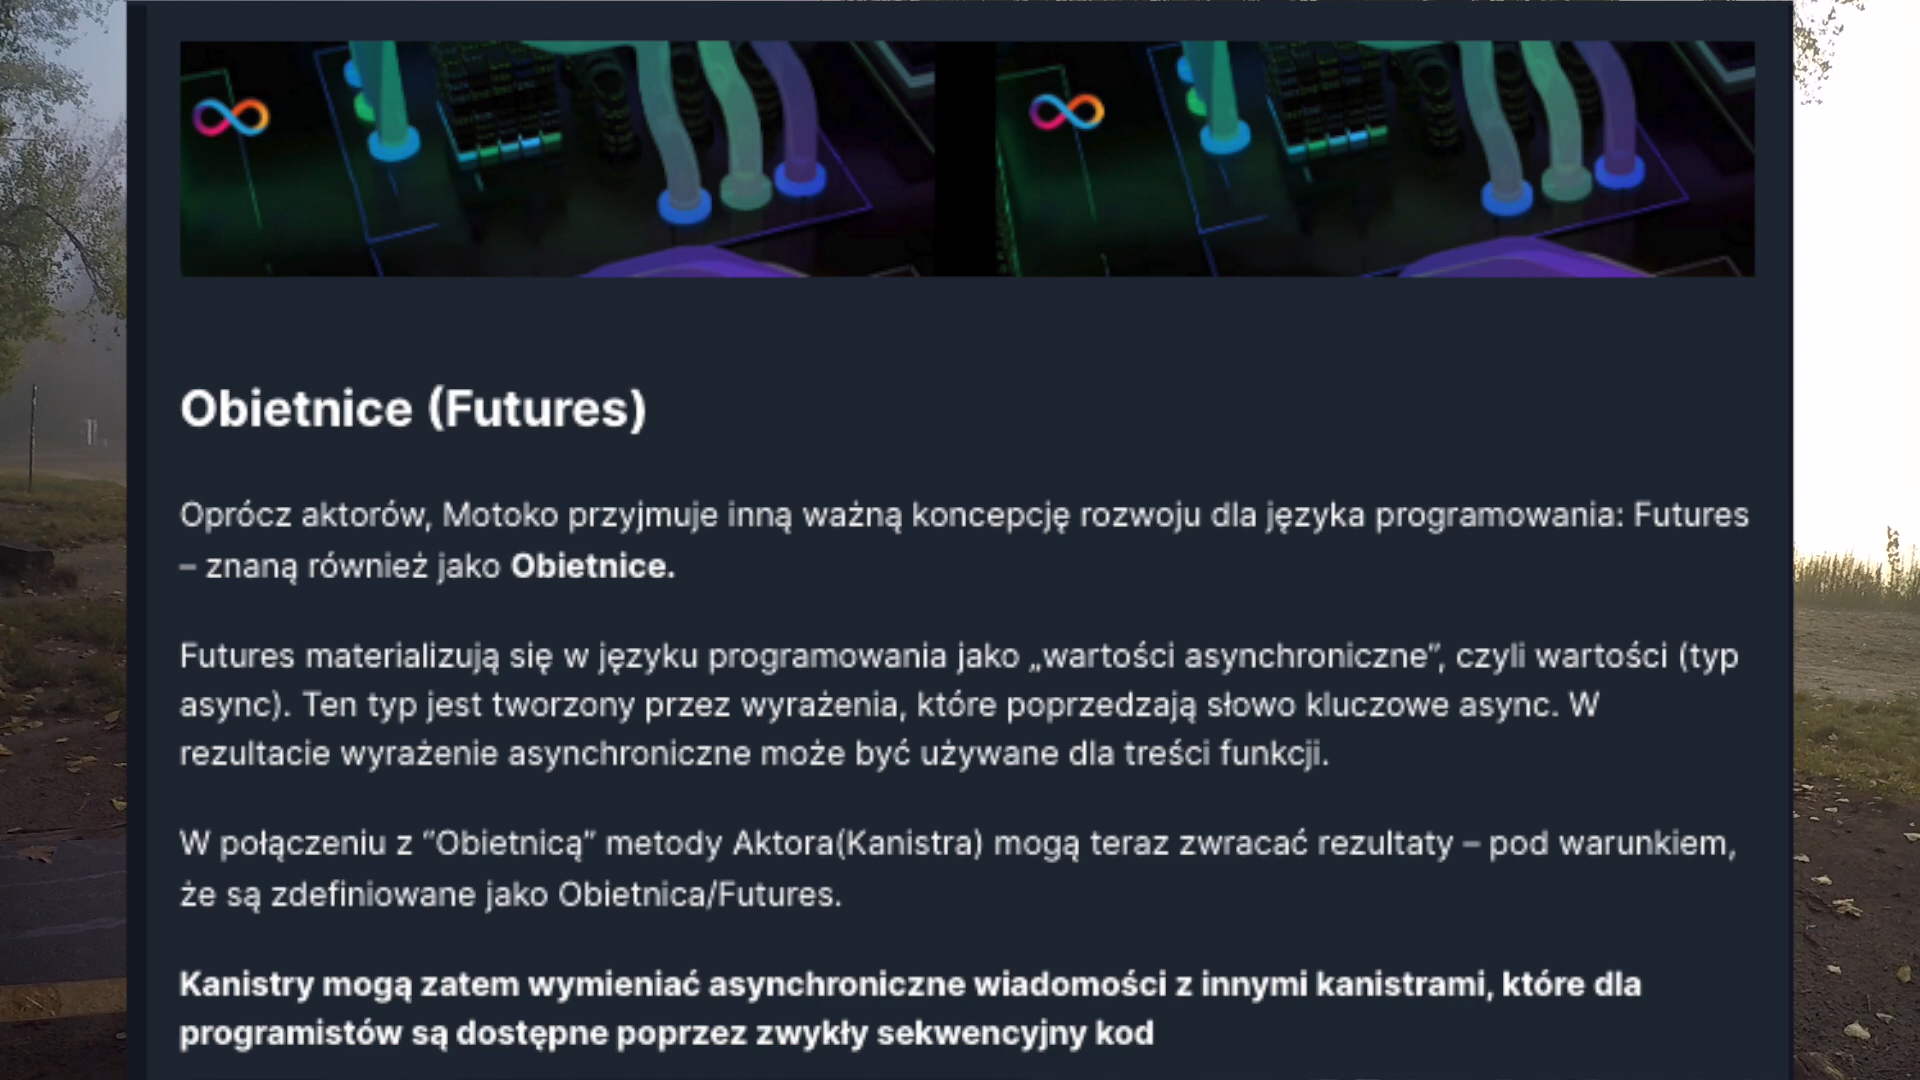 Obietnice (Futures)
Oprócz aktorów, Motoko przyjmuje inną ważną koncepcję rozwoju dla języka programowania: Futures
– znaną również jako Obietnice.
Futures materializują się w języku programowania jako „wartości asynchroniczne”, czyli wartości (typ
async). Ten typ jest tworzony przez wyrażenia, które poprzedzają słowo kluczowe async. W
rezultacie wyrażenie asynchroniczne może być używane dla treści funkcji.
W połączeniu z “Obietnicą” metody Aktora(Kanistra) mogą teraz zwracać rezultaty – pod warunkiem,
że są zdefiniowane jako Obietnica/Futures.
Kanistry mogą zatem wymieniać asynchroniczne wiadomości z innymi kanistrami, które dla
programistów są dostępne poprzez zwykły sekwencyjny kod